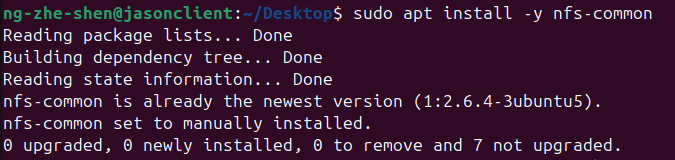 ng-zhe-shen@jasonclient:~/Desktop$ sudo apt install -y nfs-common
Reading package lists... Done
Building dependency tree... Done
Reading state information... Done
nfs-common is already the newest version (1:2.6.4-3ubuntu5).
nfs-common set to manually installed.
0 upgraded, 0 newly installed, 0 to remove and 7 not upgraded.